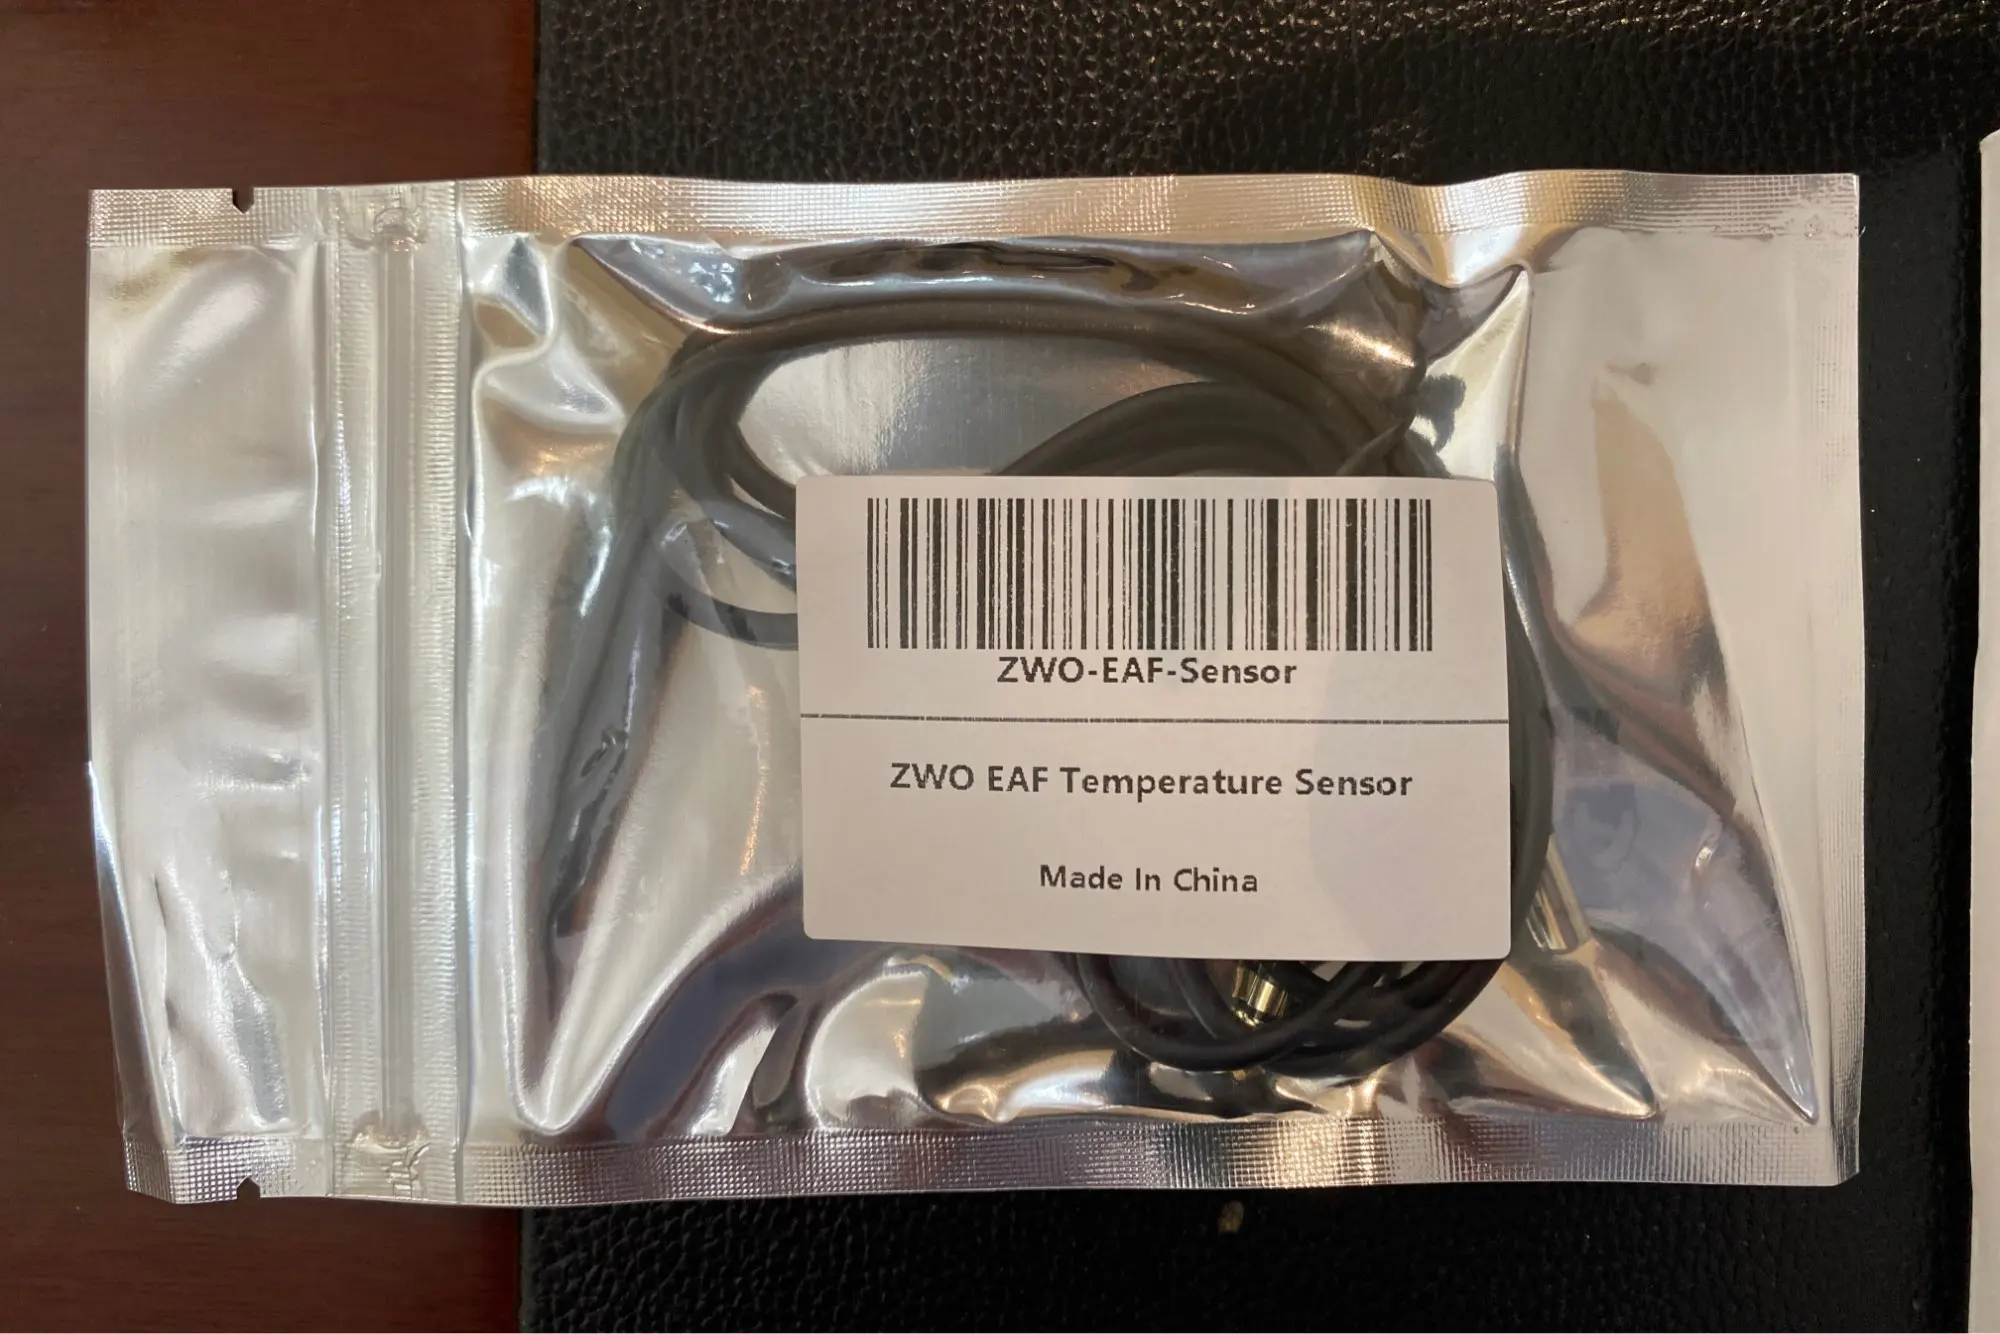 ZWO-EAF-Sensor
ZWO EAF Temperature Sensor
Made In China